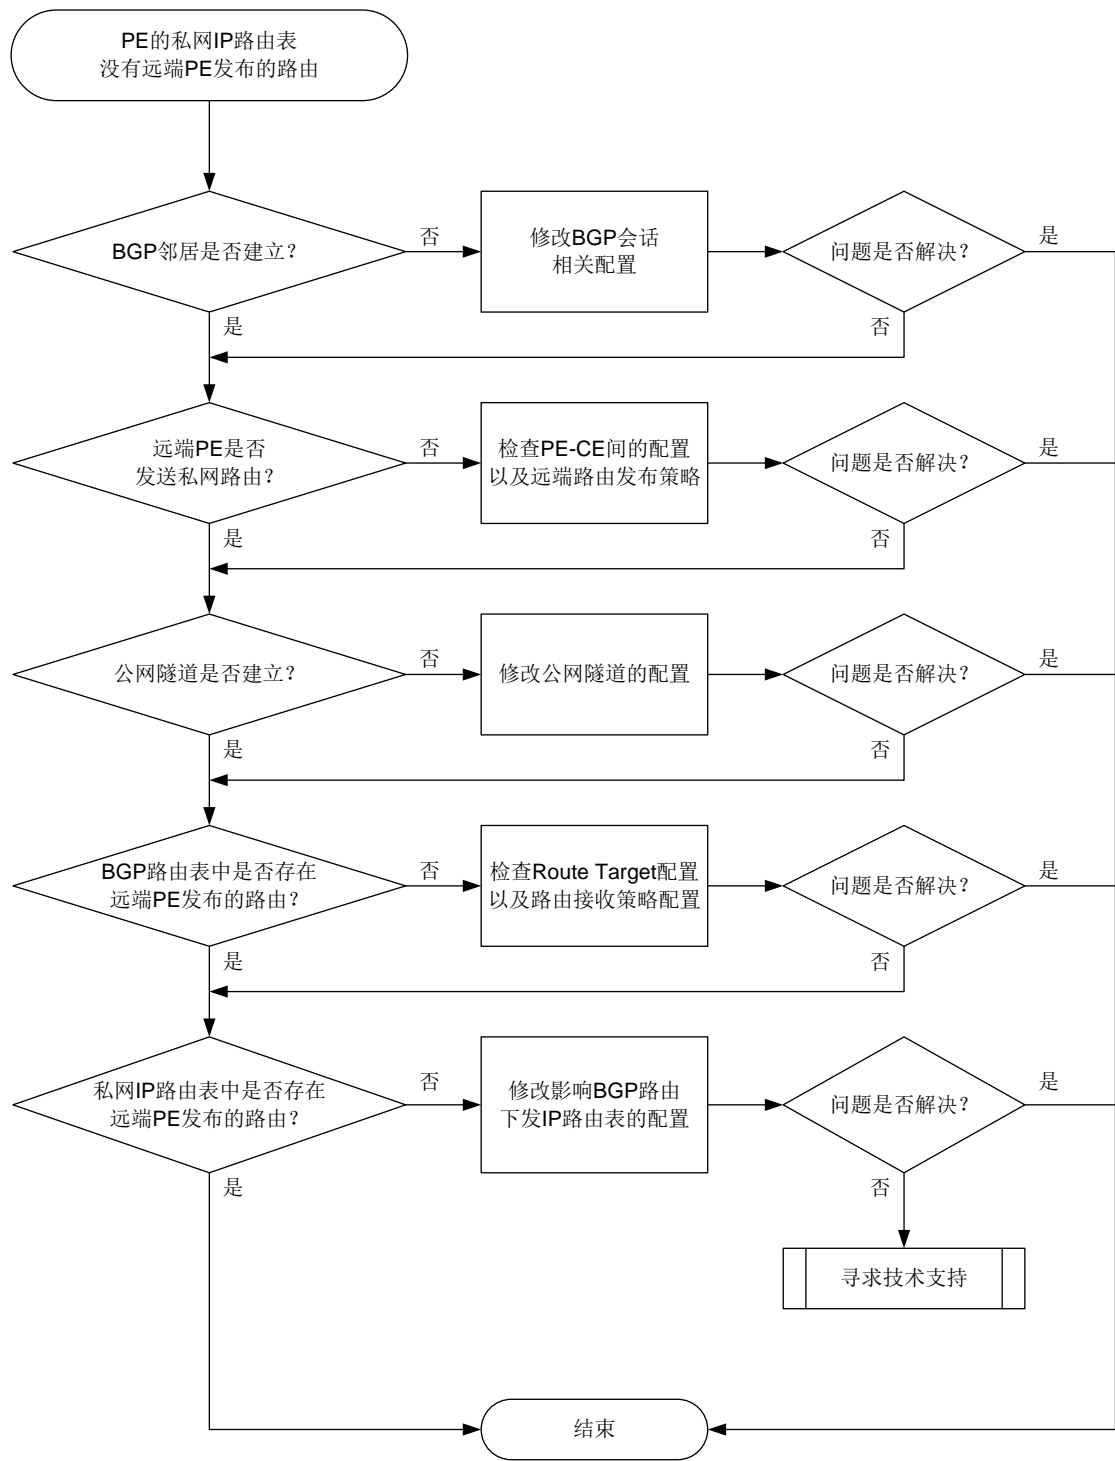 PE的私网IP路由表
没有远端PE发布的路由
BGP邻居是否建立？
否
修改BGP会话
相关配置
问题是否解决？
是
是
否
远端PE是否
发送私网路由？
否
检查PE-CE间的配置
以及远端路由发布策略
问题是否解决？
是
是
否
公网隧道是否建立？
否
修改公网隧道的配置
问题是否解决？
是
是
否
BGP路由表中是否存在
远端PE发布的路由？
否
检查Route Target配置
以及路由接收策略配置
问题是否解决？
是
是
否
私网IP路由表中是否存在
远端PE发布的路由？
否
修改影响BGP路由
下发IP路由表的配置
问题是否解决？
是
是
否
寻求技术支持
结束